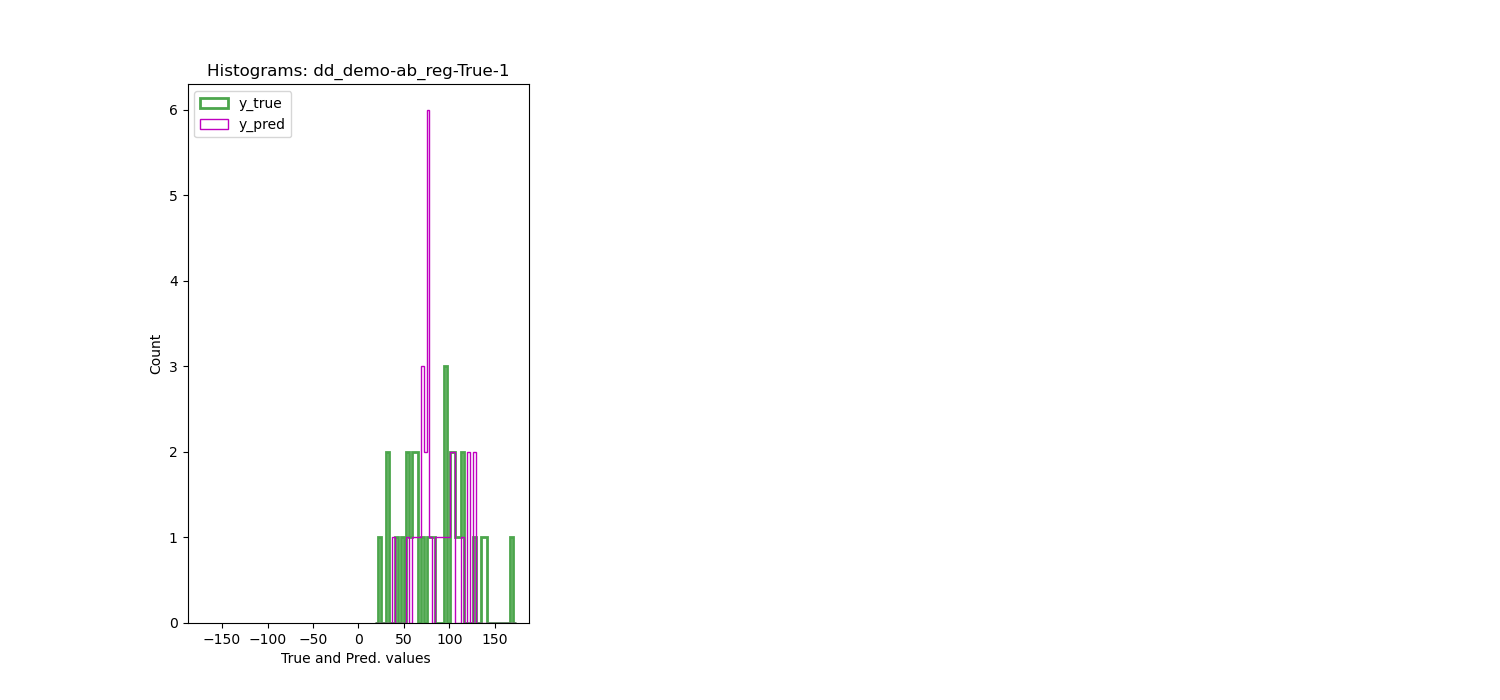 Histograms: dd_demo-ab_reg-True-1
y_true
y_pred
6
5
4
3
2
1
0
Count
−150 −100 −50 0 50 100 150
True and Pred. values